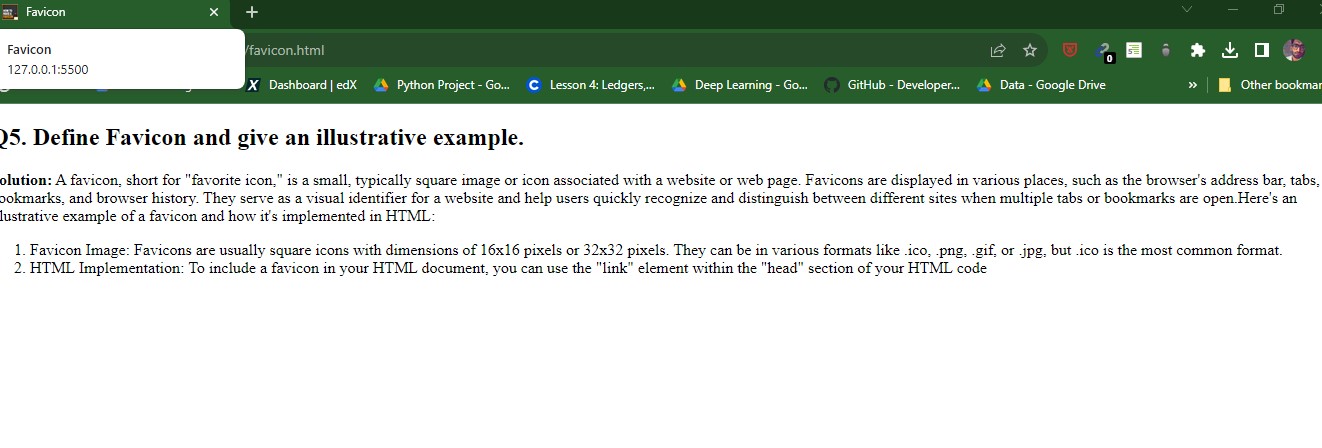 Favicon
Favicon
127.0.0.1:5500
/favicon.html
0
Dashboard | edX
Python Project - Go...
Lesson 4: Ledgers,...
Deep Learning - Go...
GitHub - Developer...
Data - Google Drive
»
Other bookmar
Q5. Define Favicon and give an illustrative example.
olution: A favicon, short for "favorite icon," is a small, typically square image or icon associated with a website or web page. Favicons are displayed in various places, such as the browser's address bar, tabs,
ookmarks, and browser history. They serve as a visual identifier for a website and help users quickly recognize and distinguish between different sites when multiple tabs or bookmarks are open.Here's an
lustrative example of a favicon and how it's implemented in HTML:
1. Favicon Image: Favicons are usually square icons with dimensions of 16x16 pixels or 32x32 pixels. They can be in various formats like .ico, .png, .gif, or .jpg, but .ico is the most common format.
2. HTML Implementation: To include a favicon in your HTML document, you can use the "link" element within the "head" section of your HTML code